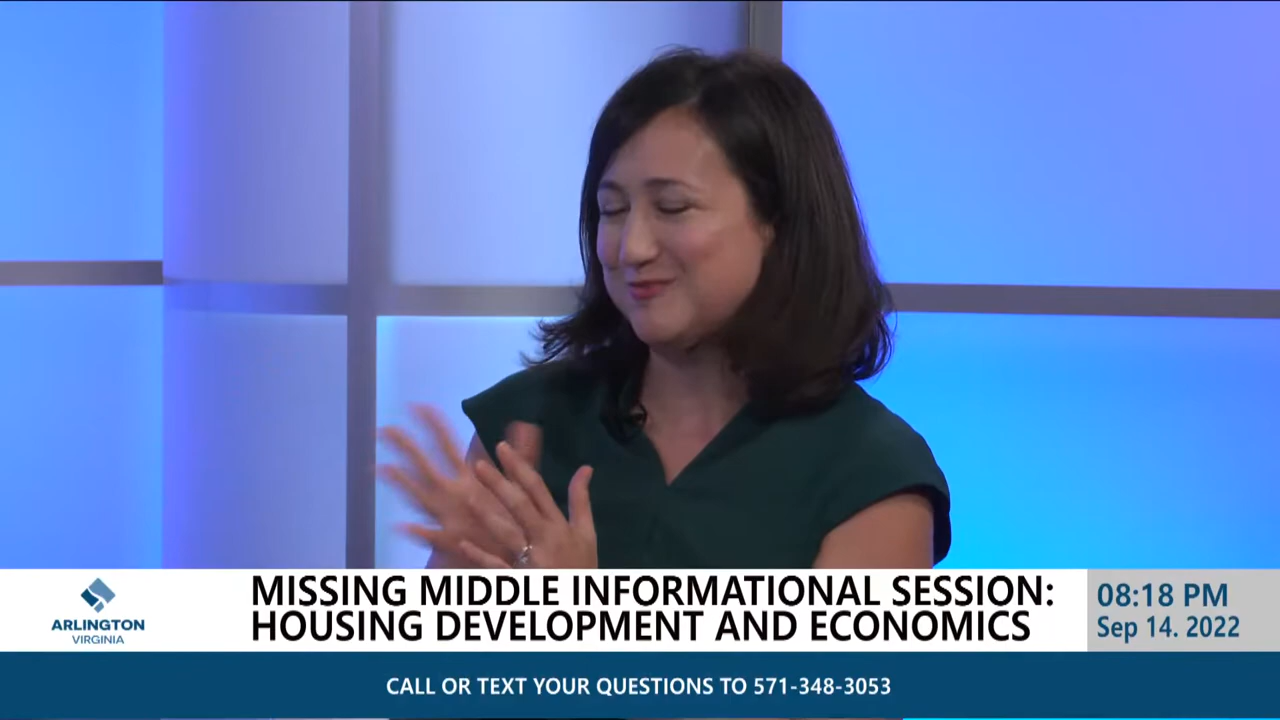 MISSING MIDDLE INFORMATIONAL SESSION:
HOUSING DEVELOPMENT AND ECONOMICS
ARLINGTON
VIRGINIA
08:18 PM
Sep 14. 2022
CALL OR TEXT YOUR QUESTIONS TO 571-348-3053